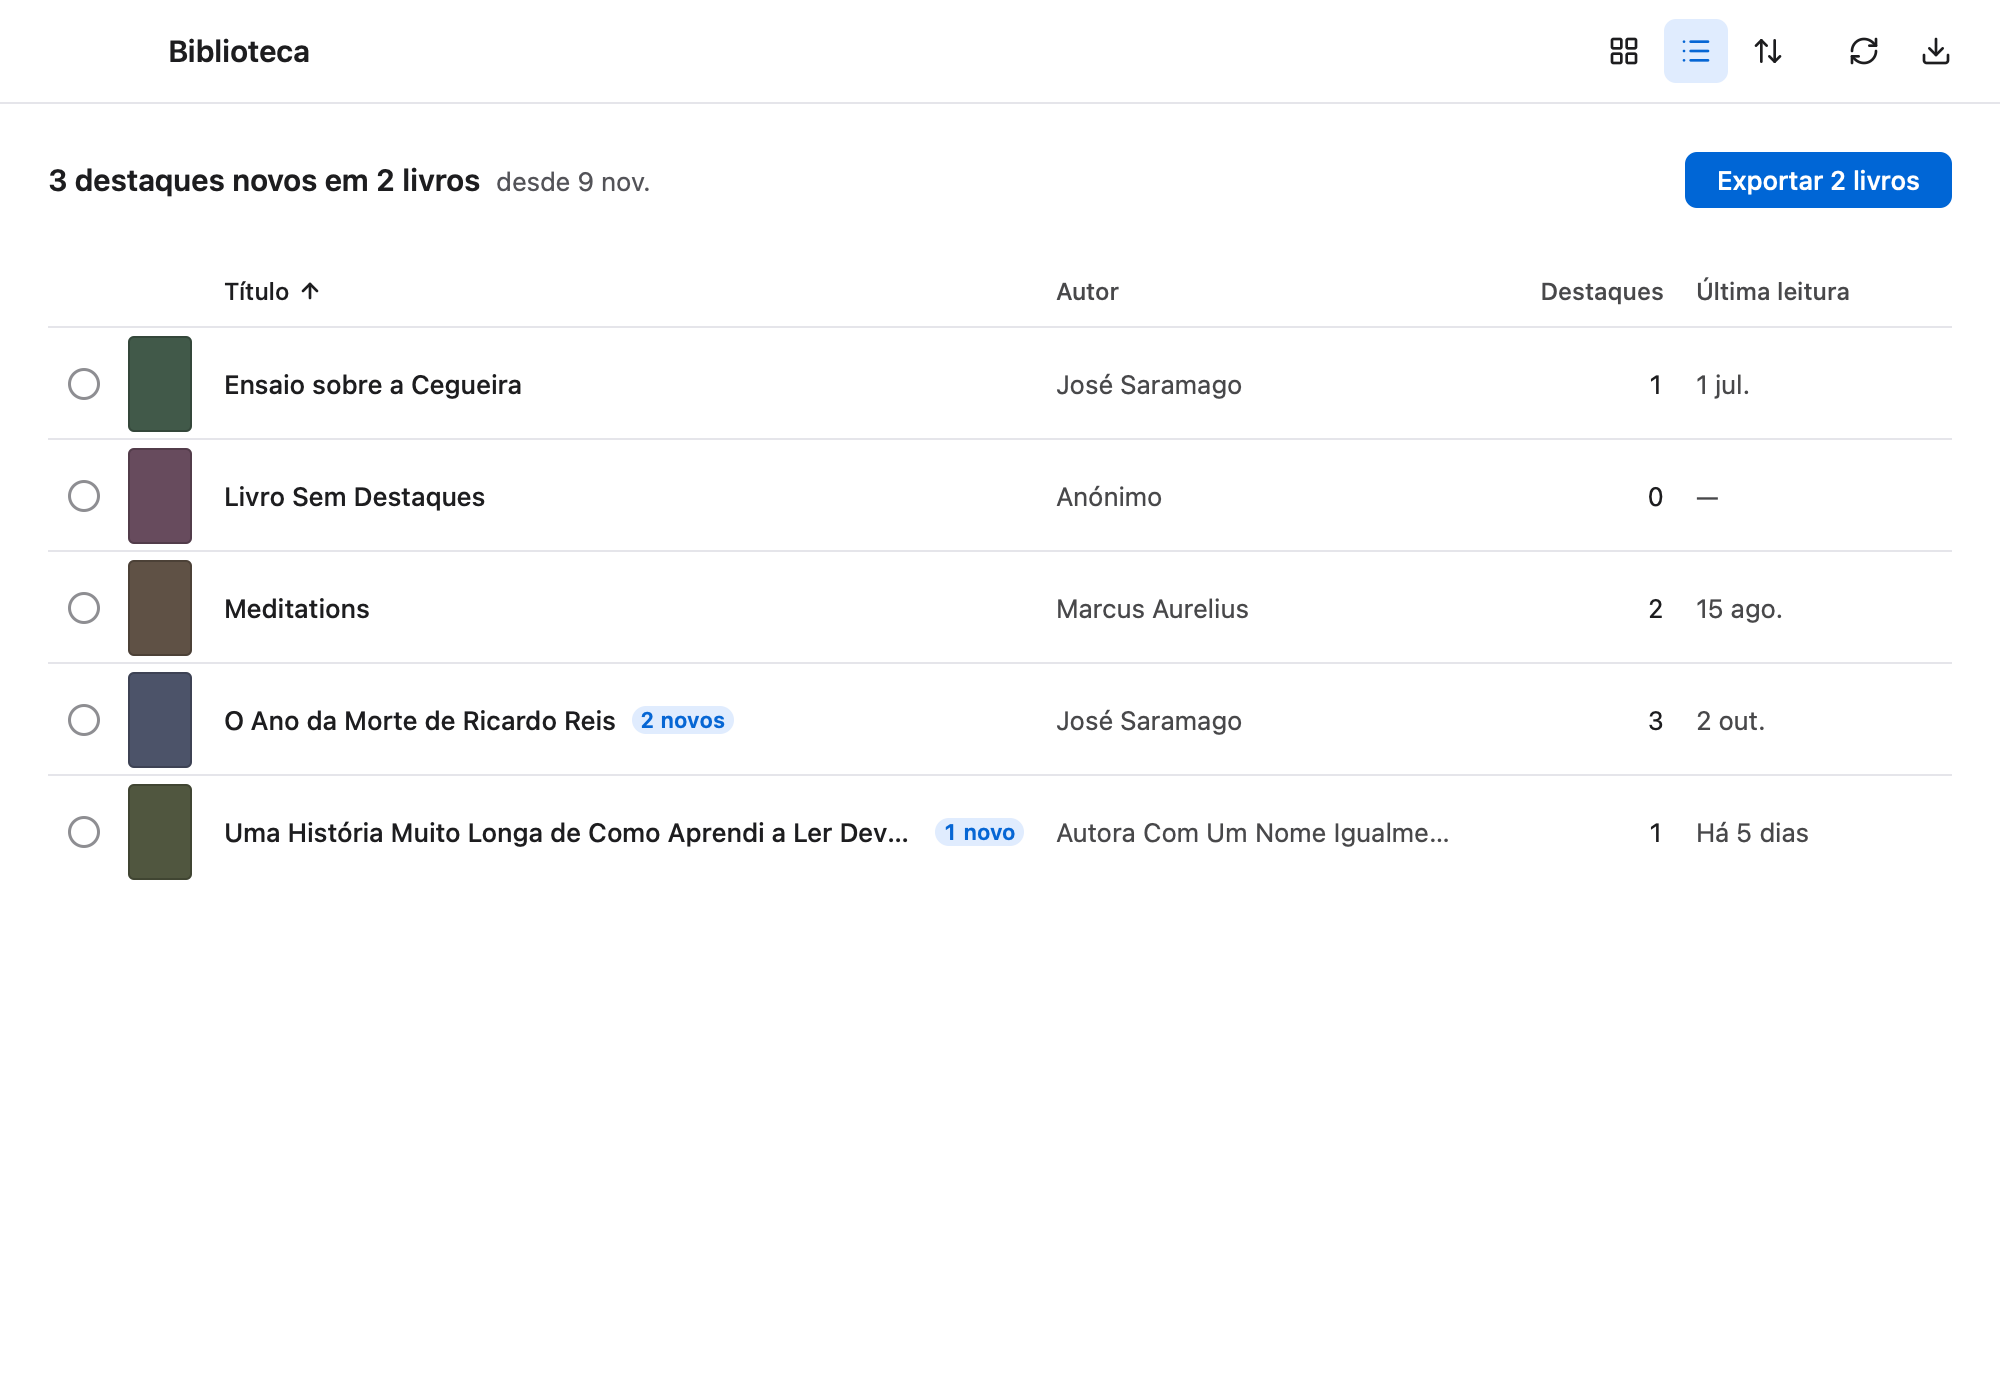 Biblioteca
3 destaques novos em 2 livros desde 9 nov.
Exportar 2 livros
Título ↑ Autor Destaques Última leitura
Ensaio sobre a Cegueira José Saramago 1 1 jul.
Livro Sem Destaques Anónimo 0 —
Meditations Marcus Aurelius 2 15 ago.
O Ano da Morte de Ricardo Reis 2 novos José Saramago 3 2 out.
Uma História Muito Longa de Como Aprendi a Ler Dev... 1 novo Autora Com Um Nome Igualme... 1 Há 5 dias